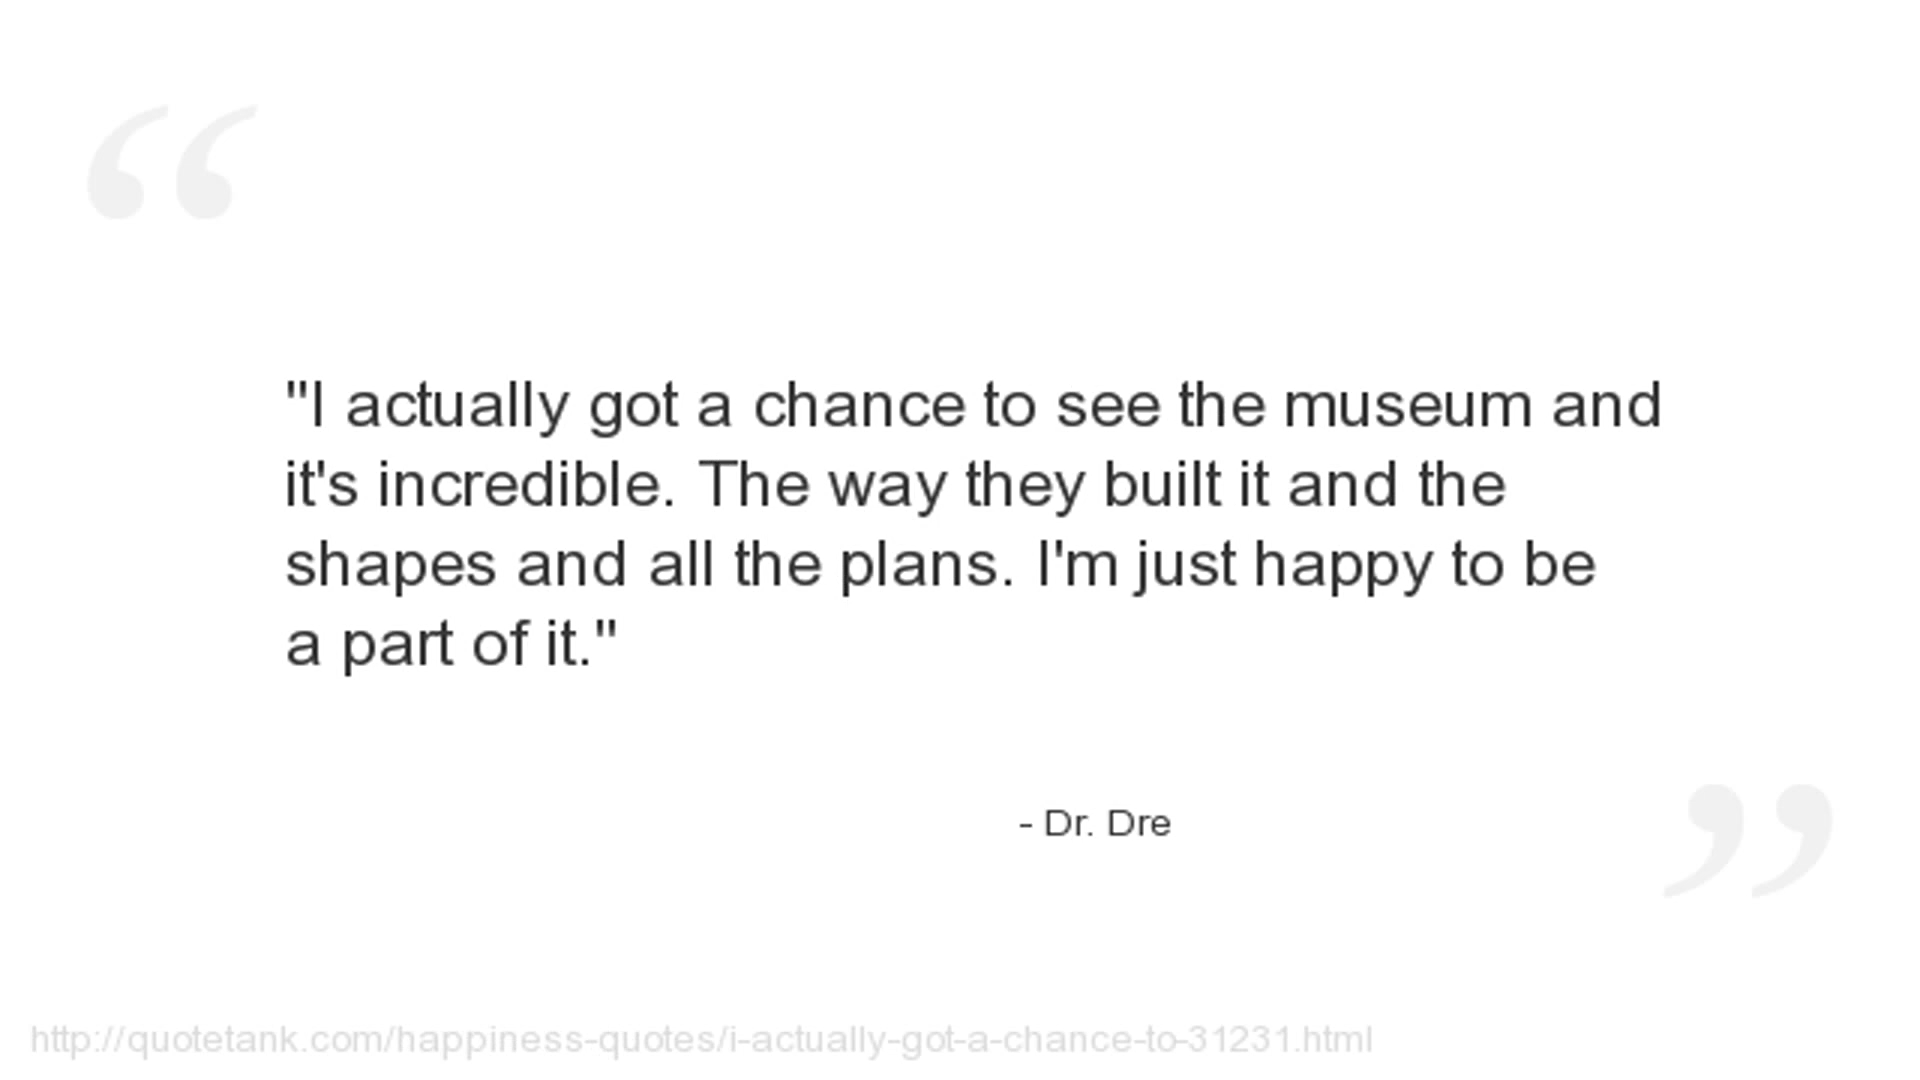 "I actually got a chance to see the museum and
it's incredible. The way they built it and the
shapes and all the plans. I'm just happy to be
a part of it."
- Dr. Dre
http://quotetank.com/happiness-quotes/i-actually-got-a-chance-to-31231.html